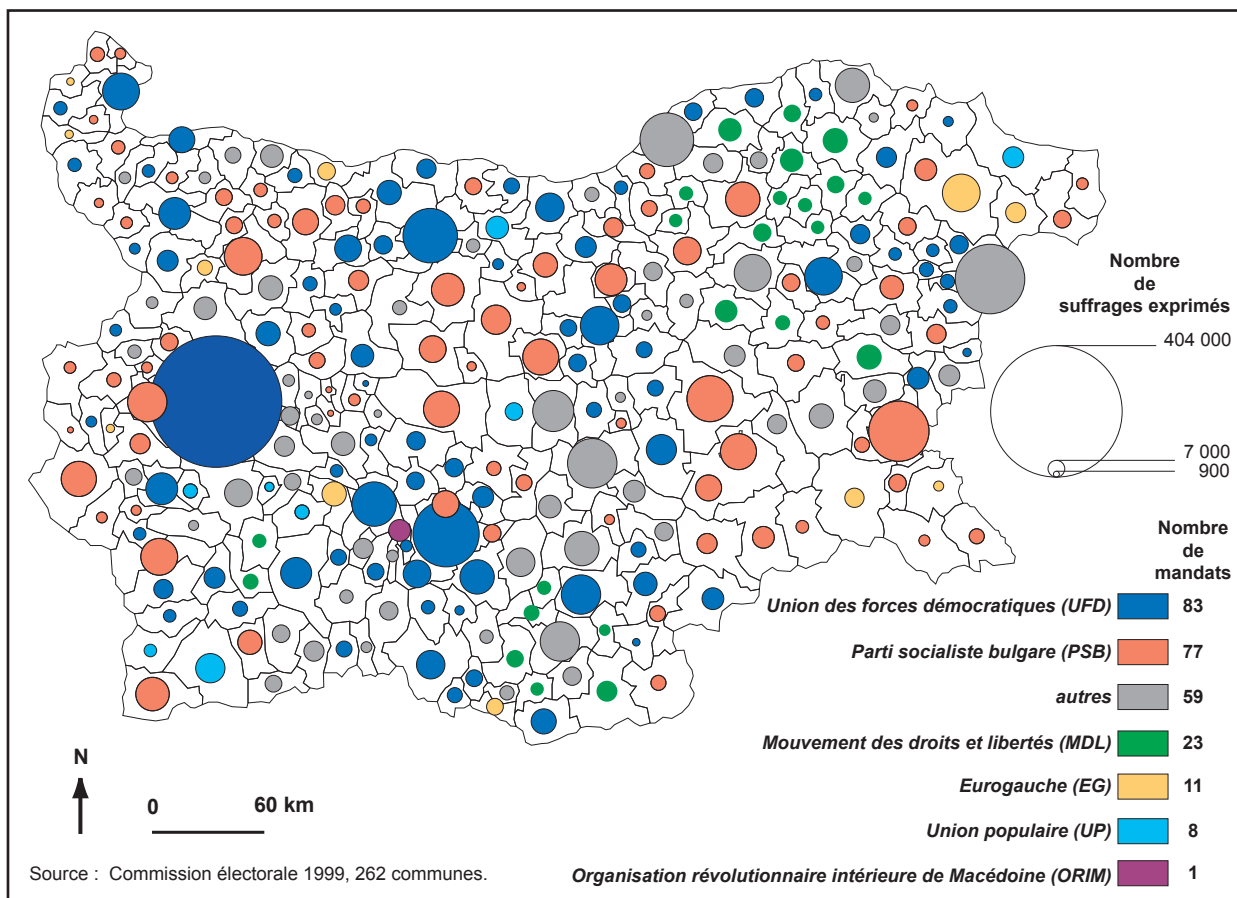 Nombre
de
suffrages exprimés
404 000
7 000
900
Nombre
de
mandats
Union des forces démocratiques (UFD) 83
Parti socialiste bulgare (PSB) 77
autres 59
Mouvement des droits et libertés (MDL) 23
Eurogauche (EG) 11
Union populaire (UP) 8
Organisation révolutionnaire intérieure de Macédoine (ORIM) 1
N
0 60 km
Source : Commission électorale 1999, 262 communes.